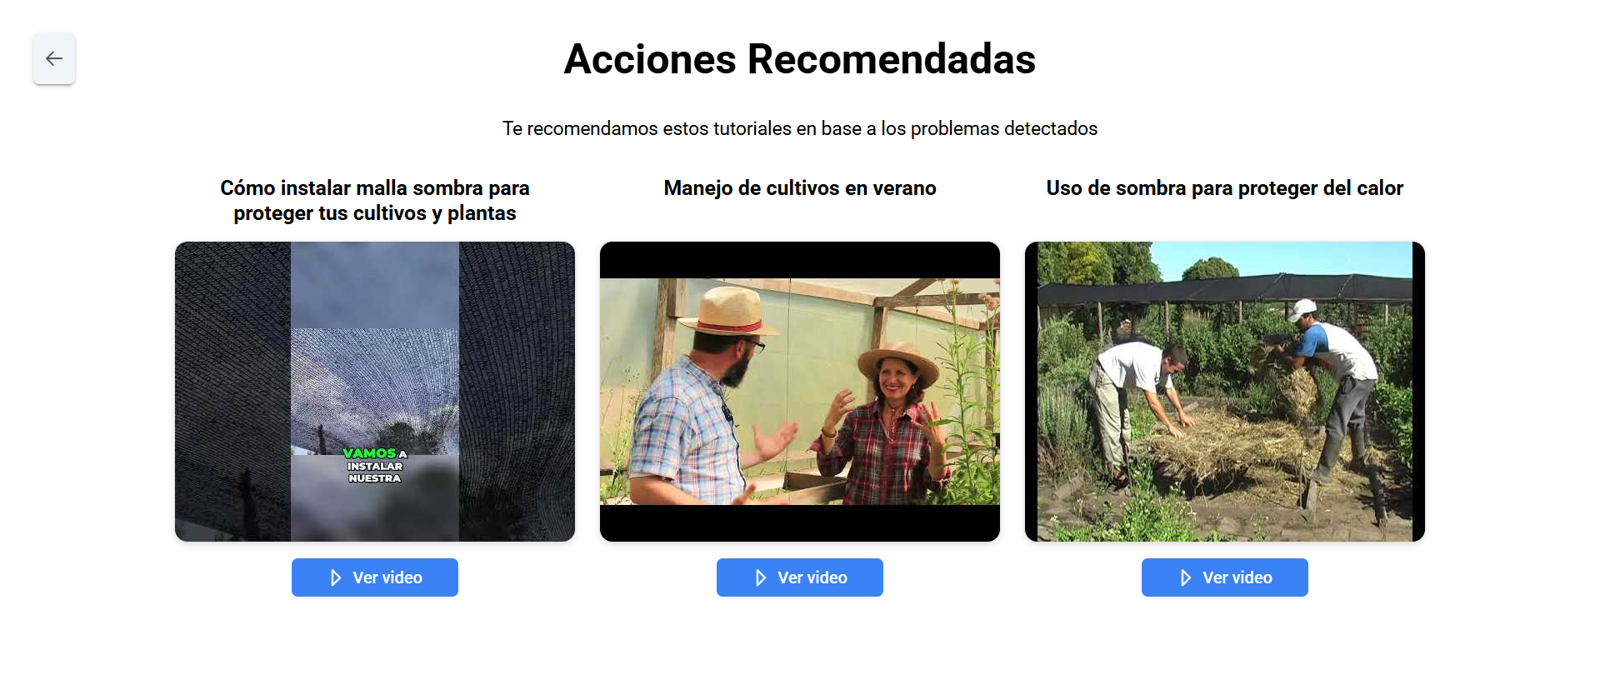 Acciones Recomendadas
Te recomendamos estos tutoriales en base a los problemas detectados
Cómo instalar malla sombra para
proteger tus cultivos y plantas
Manejo de cultivos en verano
Uso de sombra para proteger del calor
VAMOS A
INSTALAR
NUESTRA
Ver video
Ver video
Ver video